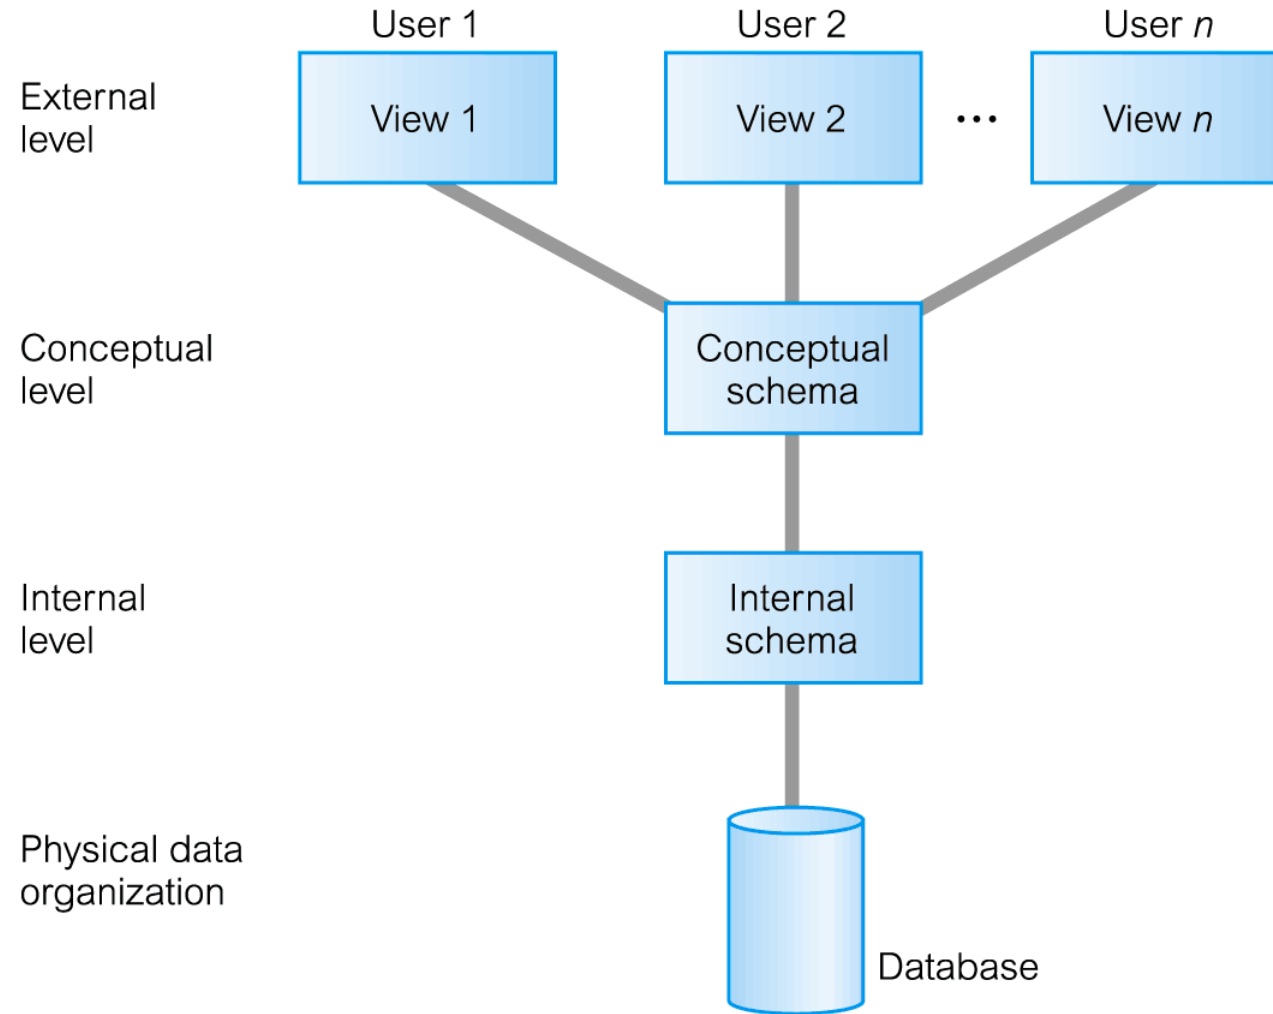 User 1
User 2
User n
External
level
View 1
View 2
...
View n
Conceptual
level
Conceptual
schema
Internal
level
Internal
schema
Physical data
organization
Database